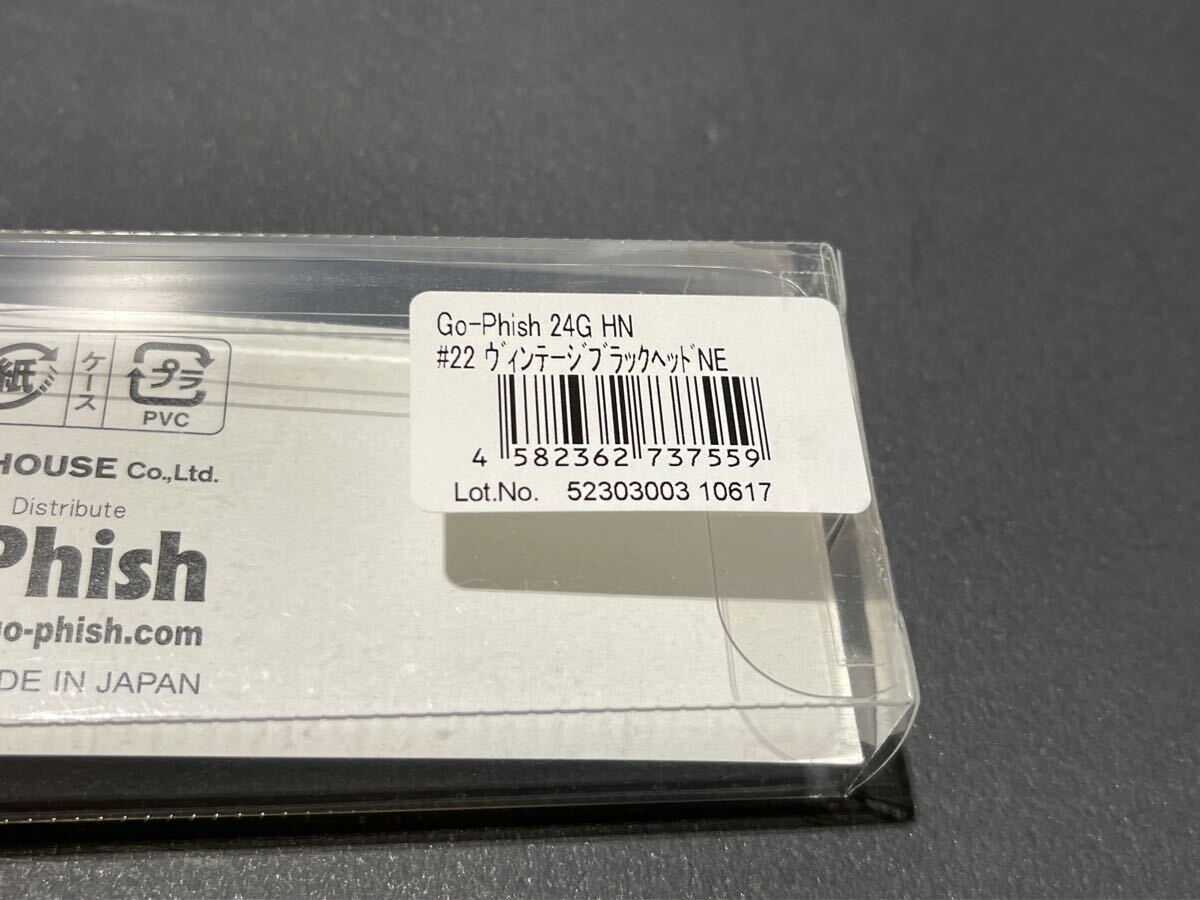 Go-Phish 24G HN
#22 ヴィンテージブラックヘッドNE
4 582362 737559
Lot.No. 52303003 10617
紙
ケース
プラ
PVC
HOUSE Co.,Ltd.
Distribute
Phish
go-phish.com
DE IN JAPAN